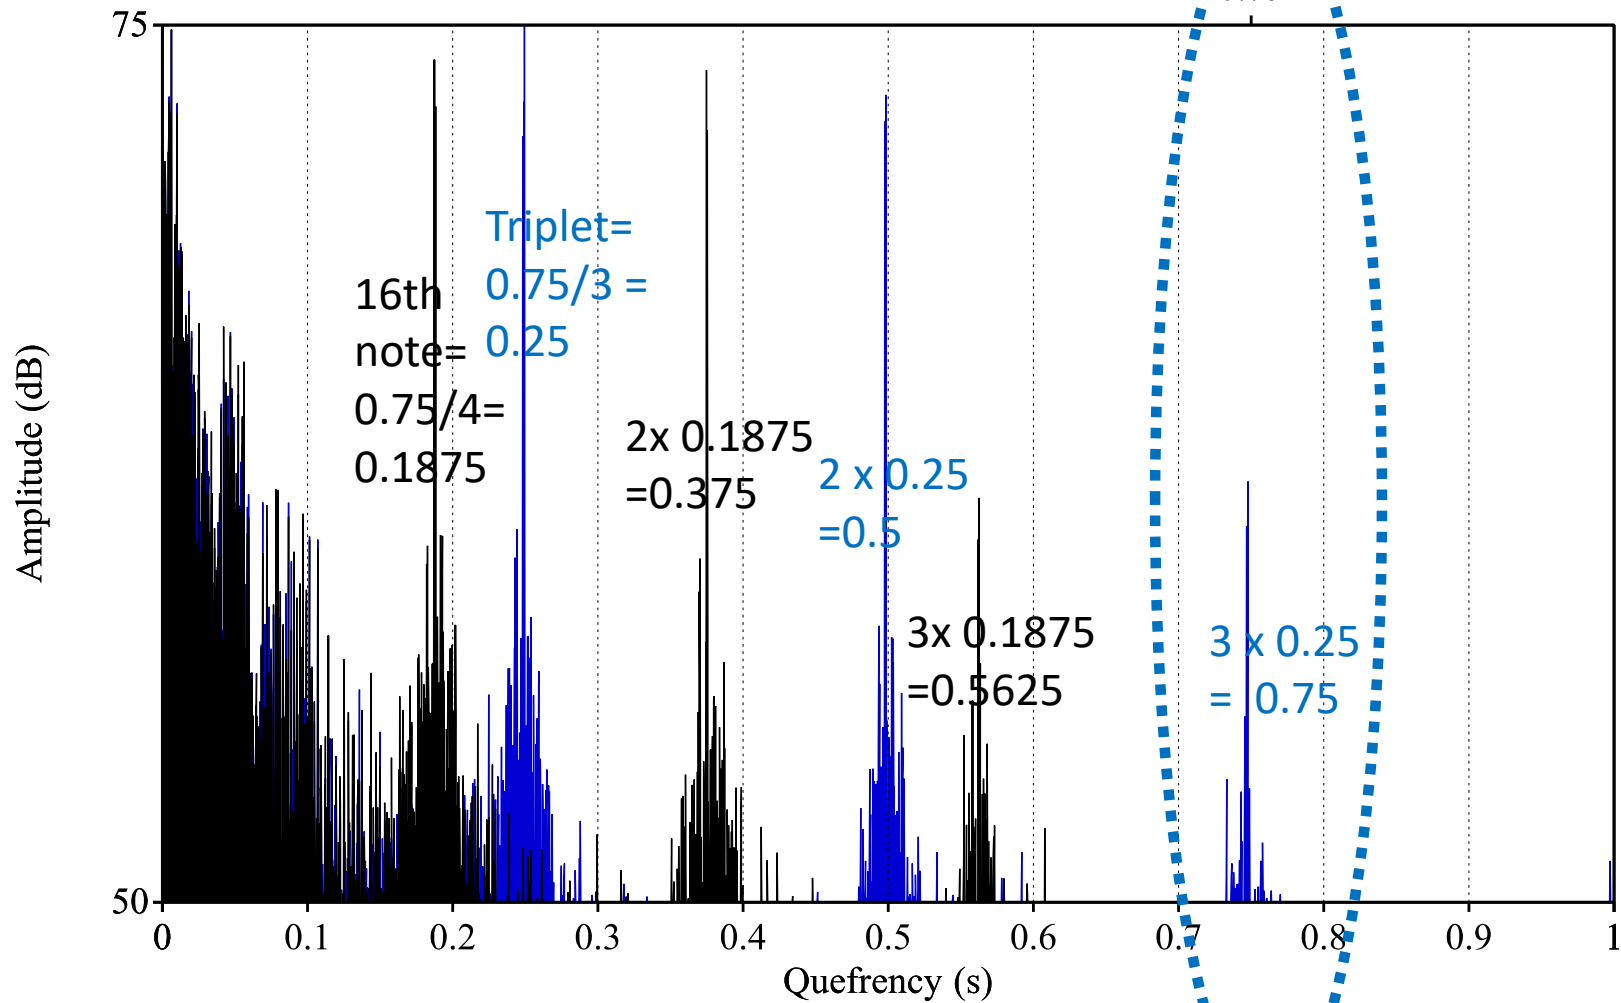 75
Triplet=
0.75/3 =
0.25
16th
note=
0.75/4=
0.1875
2x 0.1875
=0.375
2 x 0.25
=0.5
3x 0.1875
=0.5625
3 x 0.25
= 0.75
Amplitude (dB)
50
0 0.1 0.2 0.3 0.4 0.5 0.6 0.7 0.8 0.9 1
Quefrency (s)